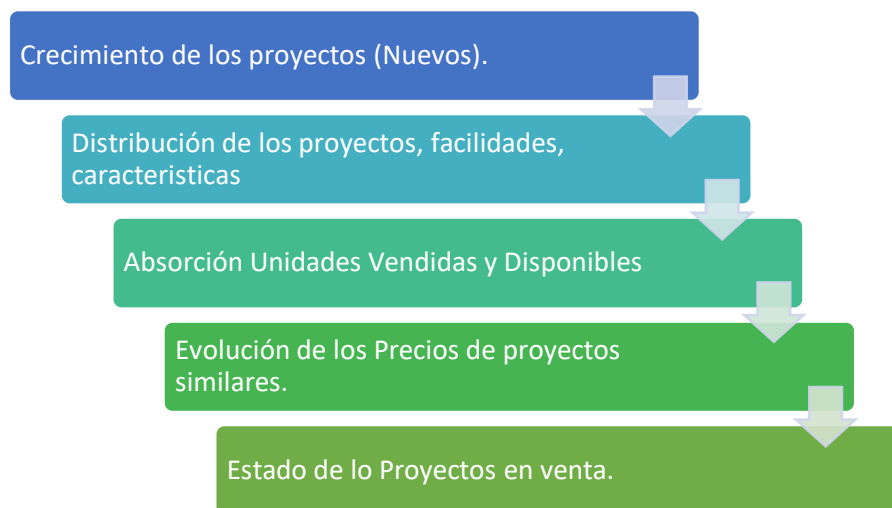 Crecimiento de los proyectos (Nuevos).
Distribución de los proyectos, facilidades,
caracteristicas
Absorción Unidades Vendidas y Disponibles
Evolución de los Precios de proyectos
similares.
Estado de lo Proyectos en venta.